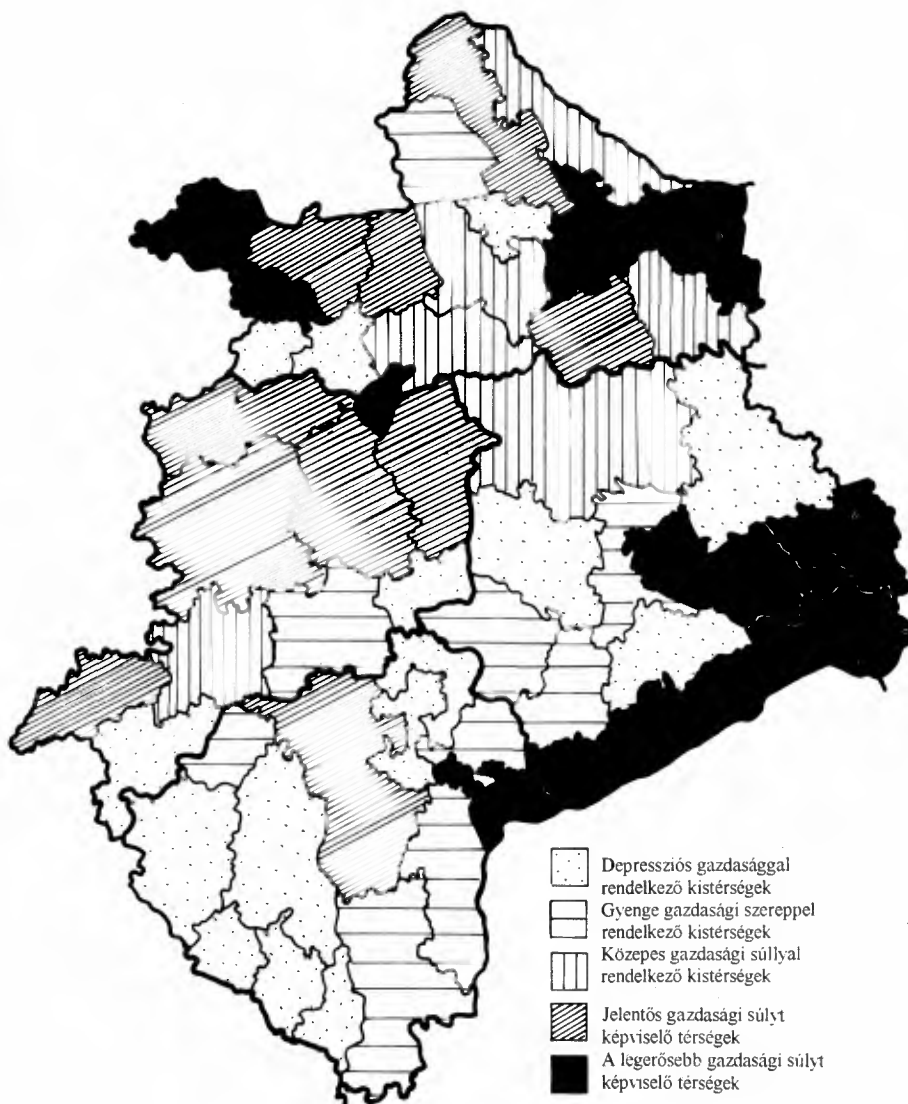 Depressziós gazdasággal
rendelkező kistérségek
Gyenge gazdasági szereppel
rendelkező kistérségek
Közepes gazdasági súllyal
rendelkező kistérségek
Jelentős gazdasági súlyt
képviselő térségek
A legerősebb gazdasági súlyt
képviselő térségek